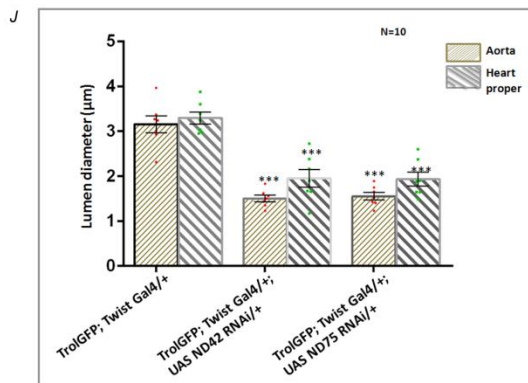 J
N=10
Aorta
Heart
proper
Lumen diameter (µm)
5
4
3
2
1
0
***
***
***
***
TrolGFP; Twist Gal4/+
TrolGFP; Twist Gal4/+;
UAS ND42 RNAi/+
TrolGFP; Twist Gal4/+;
UAS ND75 RNAi/+